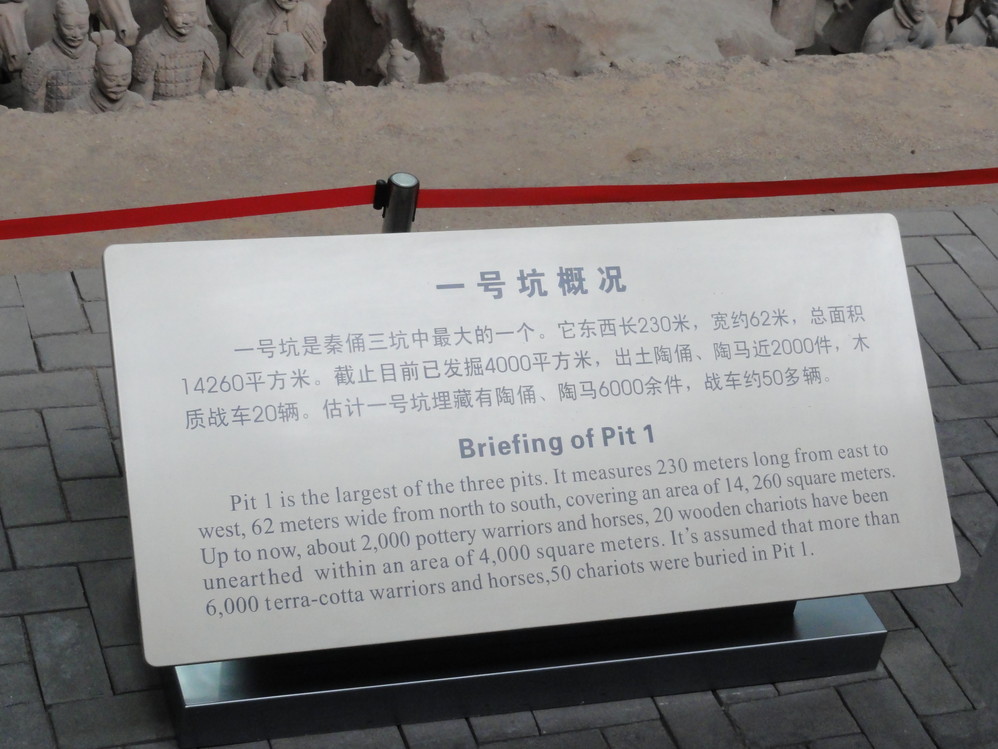 一号坑概况
一号坑是秦俑三坑中最大的一个。它东西长230米，宽约62米，总面积
14260平方米。截止目前已发掘4000平方米，出土陶俑、陶马近2000件，木
质战车20辆。估计一号坑埋藏有陶俑、陶马6000余件，战车约50多辆。
Briefing of Pit 1
Pit 1 is the largest of the three pits. It measures 230 meters long from east to
west, 62 meters wide from north to south, covering an area of 14, 260 square meters.
Up to now, about 2,000 pottery warriors and horses, 20 wooden chariots have been
unearthed within an area of 4,000 square meters. It's assumed that more than
6,000 terra-cotta warriors and horses,50 chariots were buried in Pit 1.